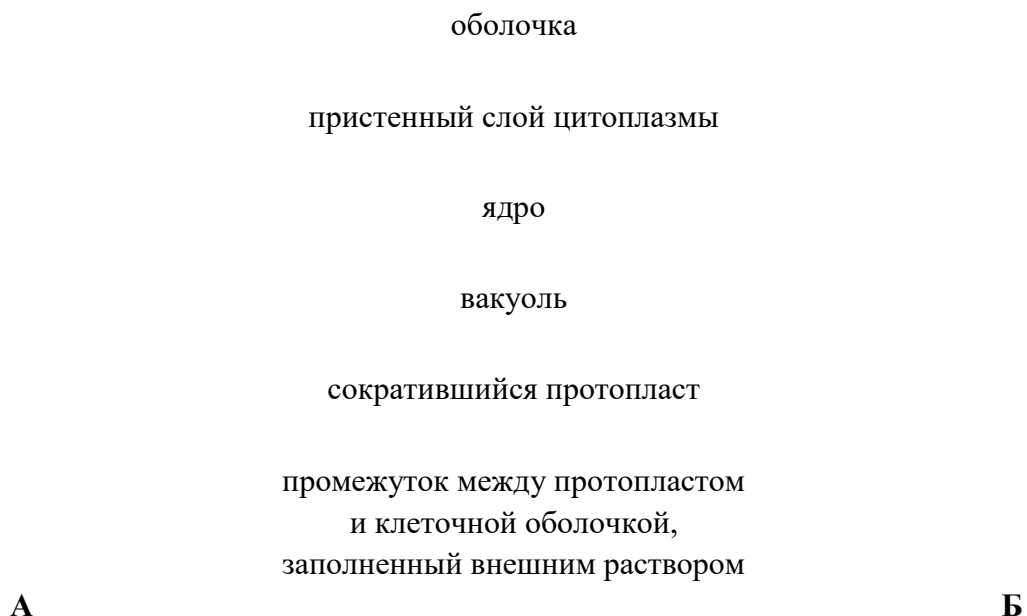 оболочка
пристенный слой цитоплазмы
ядро
вакуоль
сократившийся протопласт
промежуток между протопластом
и клеточной оболочкой,
заполненный внешним раствором
А Б